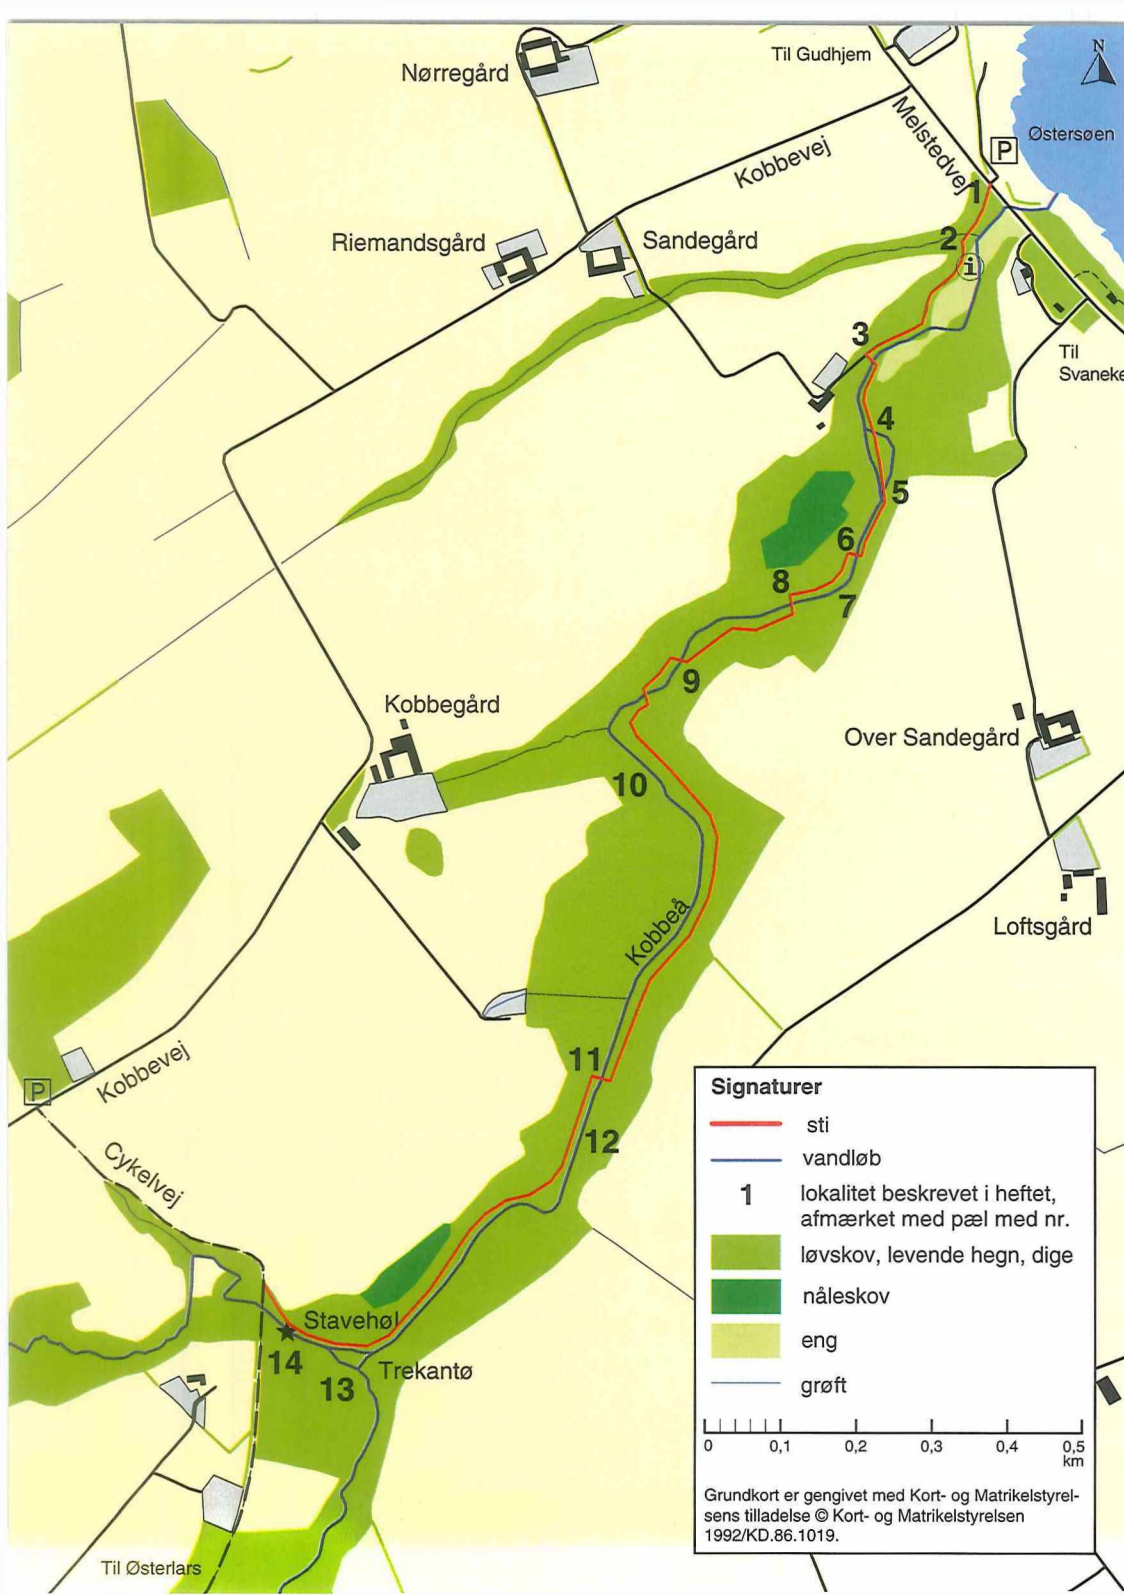 Til Gudhjem
N
Nørregård
Melstedvej
Østersøen
P
Kobbevej
1
Riemandsgård
Sandegård
2
i
3
Til
Svaneke
4
5
6
8
7
9
Kobbegård
Over Sandegård
10
Loftsgård
Kobbeå
11
Kobbevej
P
12
Cykelvej
Stavehøl
14
Trekantø
13
Til Østerlars
Signaturer
sti
vandløb
1
lokalitet beskrevet i heftet,
afmærket med pæl med nr.
løvskov, levende hegn, dige
nåleskov
eng
grøft
0 0,1 0,2 0,3 0,4 0,5
km
Grundkort er gengivet med Kort- og Matrikelstyrel-
sens tilladelse © Kort- og Matrikelstyrelsen
1992/KD.86.1019.